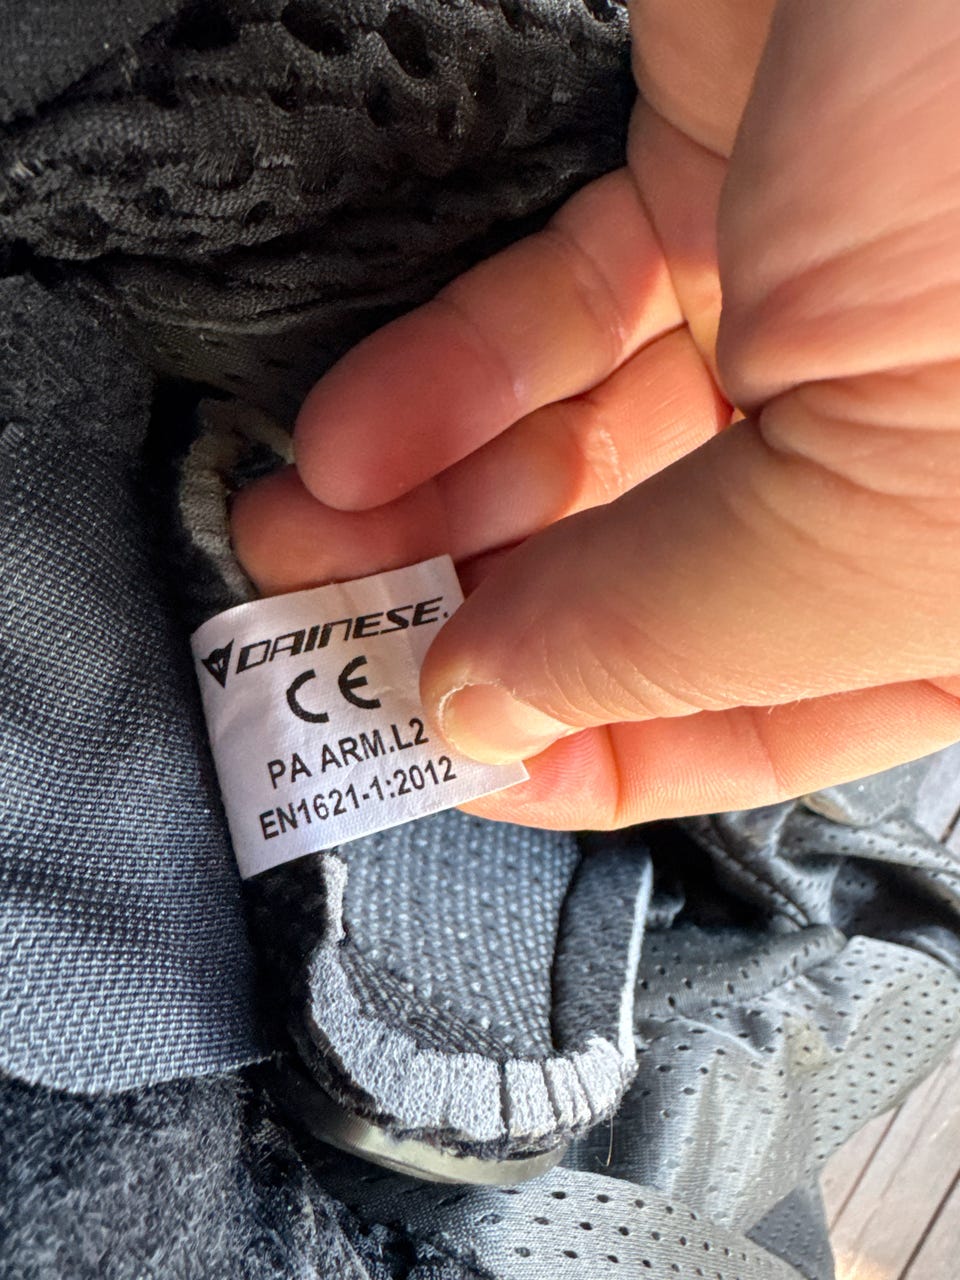 DAINESE.
CE
PA ARM.L2
EN1621-1:2012